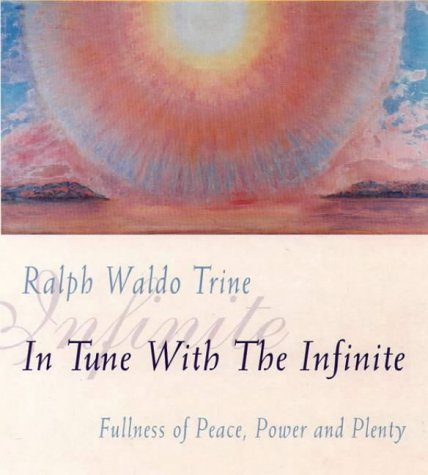 Ralph Waldo Trine
Infinite
In Tune With The Infinite
Fullness of Peace, Power and Plenty